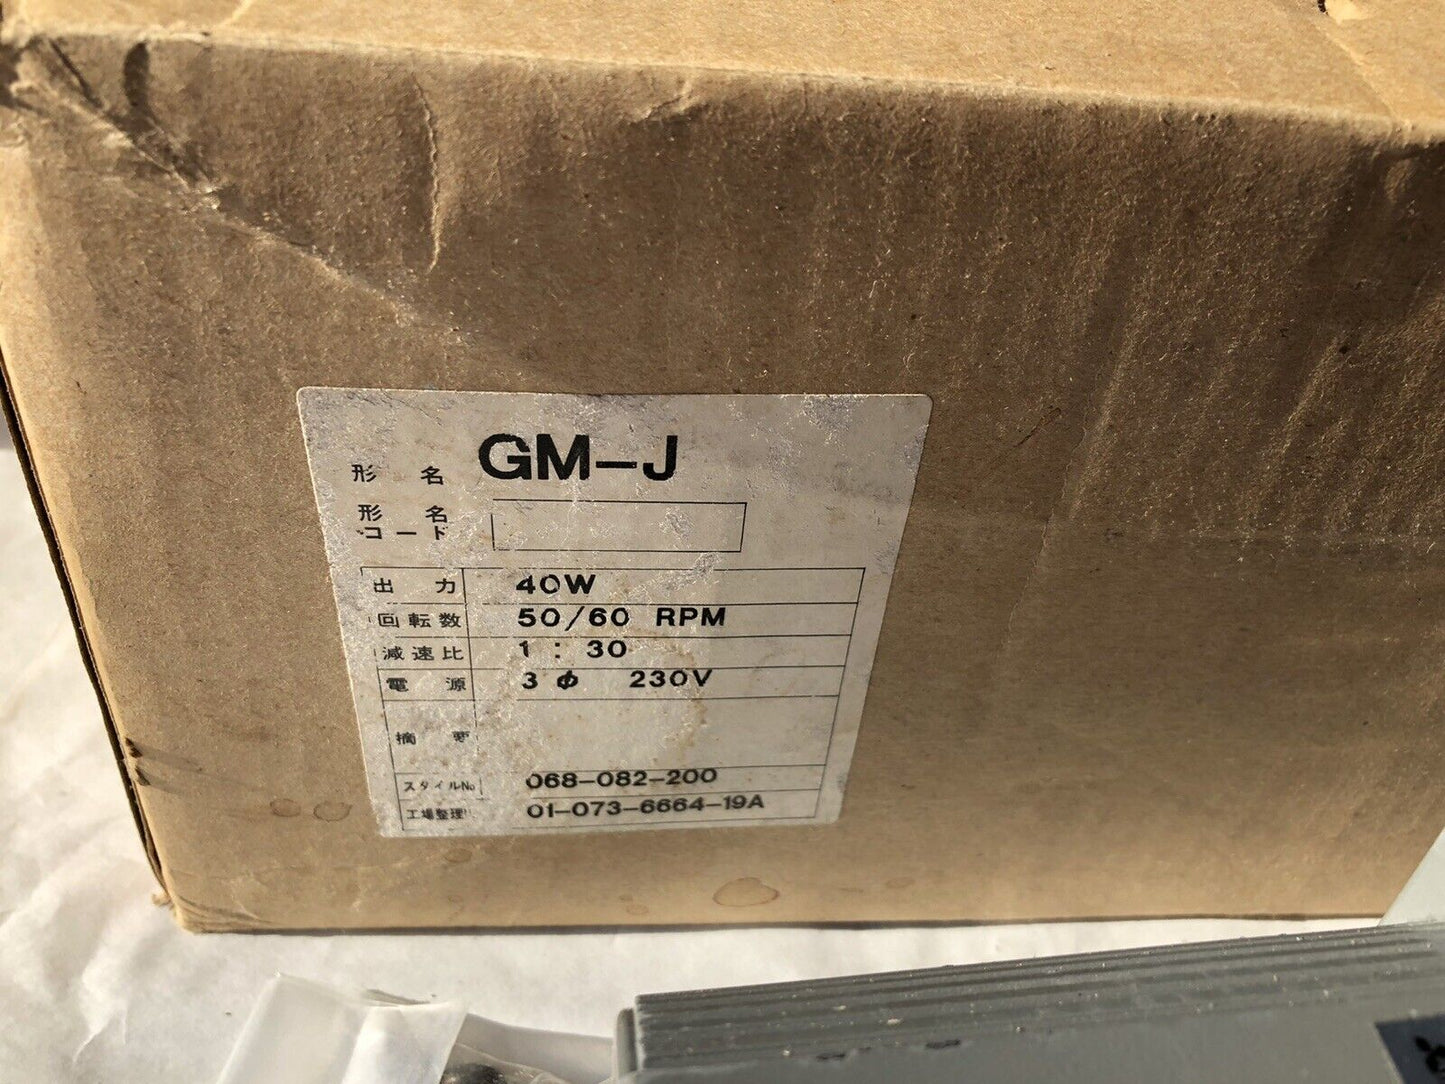 形名 GM-J
形名
コード
出力 40W
回転数 50/60 RPM
減速比 1 : 30
電源 3φ 230V
摘要
スタイルNo 068-082-200
工場整理 01-073-6664-19A